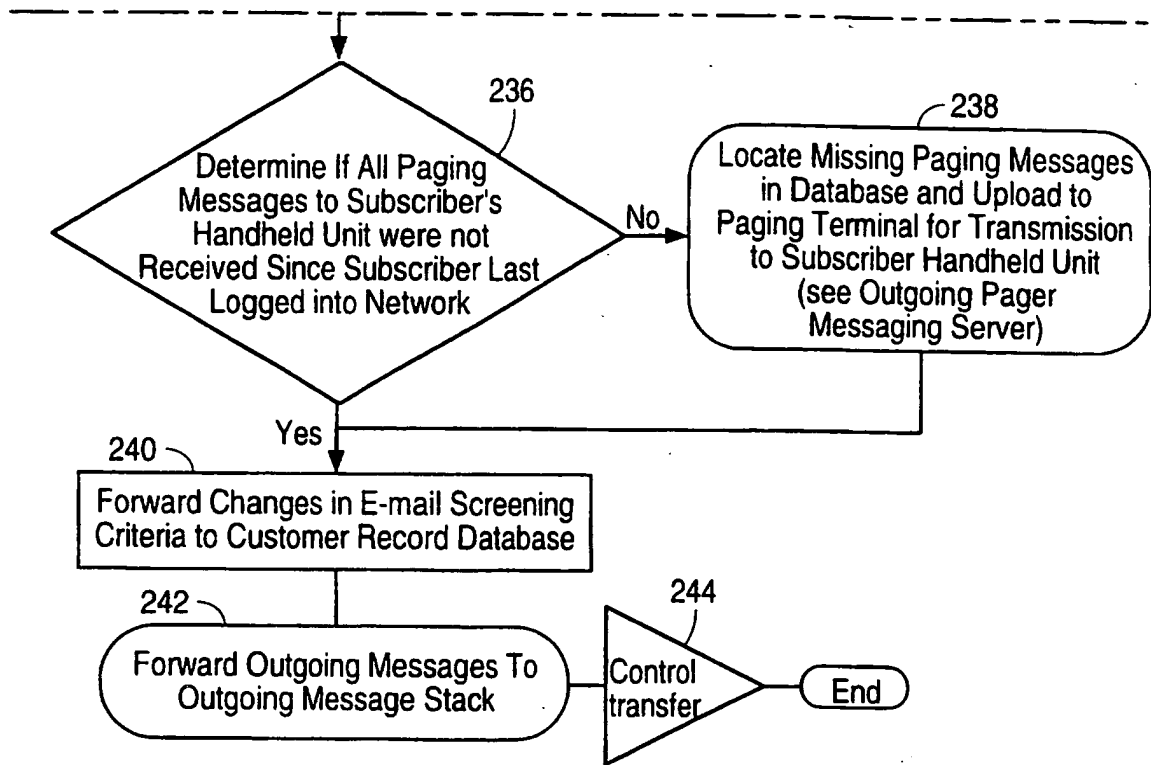 236
Determine If All Paging
Messages to Subscriber's
Handheld Unit were not
Received Since Subscriber Last
Logged into Network
No
238
Locate Missing Paging Messages
in Database and Upload to
Paging Terminal for Transmission
to Subscriber Handheld Unit
(see Outgoing Pager
Messaging Server)
Yes
240
Forward Changes in E-mail Screening
Criteria to Customer Record Database
242
Forward Outgoing Messages To
Outgoing Message Stack
244
Control
transfer
End